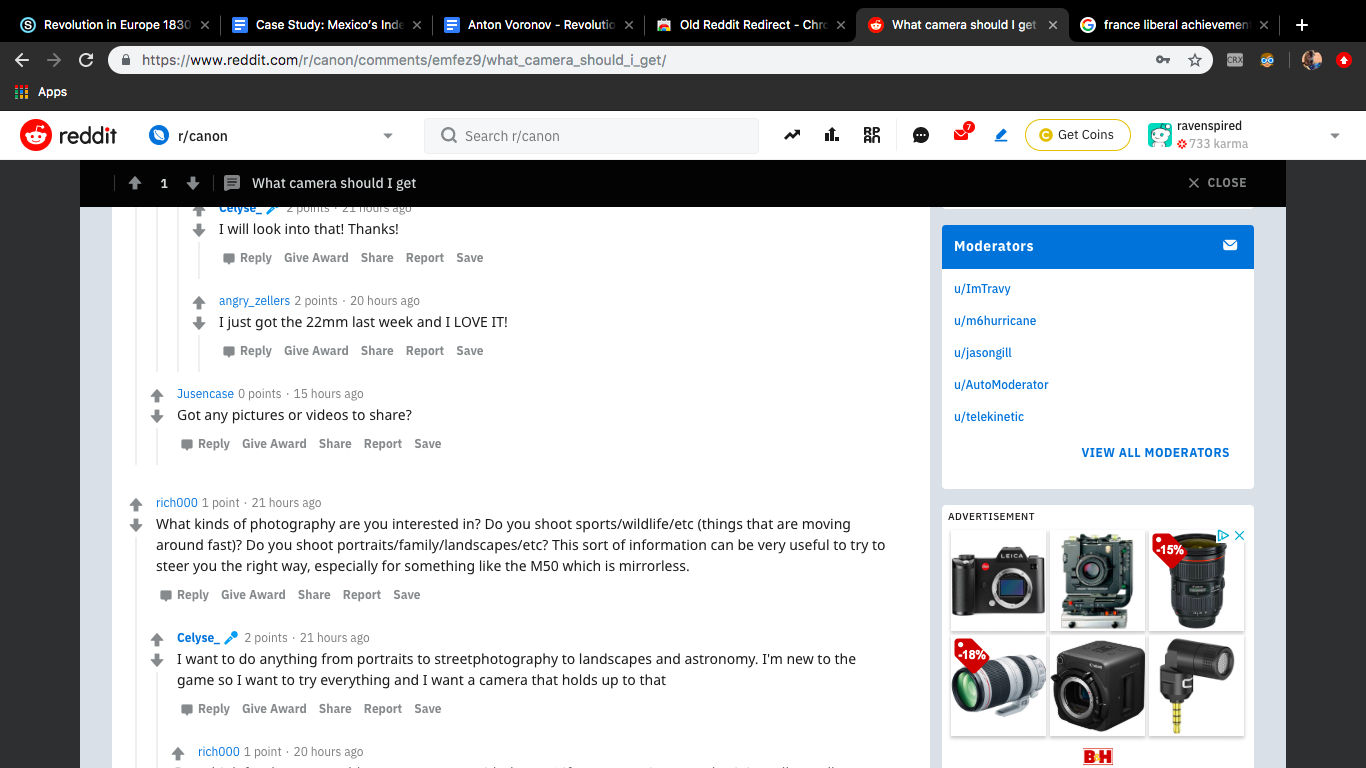 Revolution in Europe 1830
Case Study: Mexico's Inde
Anton Voronov - Revolutio
Old Reddit Redirect - Chro
What camera should I get
france liberal achievement
https://www.reddit.com/r/canon/comments/emfez9/what_camera_should_i_get/
CRX
Apps
reddit
r/canon
Search r/canon
7
Get Coins
ravenspired
733 karma
1
What camera should I get
CLOSE
Celyse_ 2 points · 21 hours ago
I will look into that! Thanks!
Reply Give Award Share Report Save
angry_zellers 2 points · 20 hours ago
I just got the 22mm last week and I LOVE IT!
Reply Give Award Share Report Save
Jusencase 0 points · 15 hours ago
Got any pictures or videos to share?
Reply Give Award Share Report Save
rich000 1 point · 21 hours ago
What kinds of photography are you interested in? Do you shoot sports/wildlife/etc (things that are moving
around fast)? Do you shoot portraits/family/landscapes/etc? This sort of information can be very useful to try to
steer you the right way, especially for something like the M50 which is mirrorless.
Reply Give Award Share Report Save
Celyse_ 2 points · 21 hours ago
I want to do anything from portraits to streetphotography to landscapes and astronomy. I'm new to the
game so I want to try everything and I want a camera that holds up to that
Reply Give Award Share Report Save
rich000 1 point · 20 hours ago
Moderators
u/ImTravy
u/m6hurricane
u/jasongill
u/AutoModerator
u/telekinetic
VIEW ALL MODERATORS
ADVERTISEMENT
LEICA
-15%
-18%
Canon
B&H